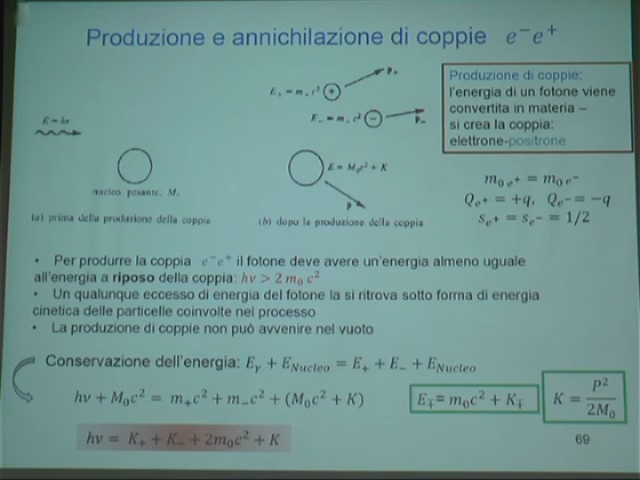 Produzione e annichilazione di coppie e⁻e⁺
Produzione di coppie:
l'energia di un fotone viene
convertita in materia –
si crea la coppia:
elettrone-positrone
E = hν
nucleo pesante, M₀
(a) prima della produzione della coppia
E₊ = m₊c²
p₊
E₋ = m₋c²
p₋
E = M₀c² + K
P
(b) dopo la produzione della coppia
m₀ₑ⁺ = m₀ₑ⁻
Qₑ⁺ = +q, Qₑ⁻ = −q
sₑ⁺ = sₑ⁻ = 1/2
• Per produrre la coppia e⁻e⁺ il fotone deve avere un'energia almeno uguale
all'energia a riposo della coppia: hν > 2 m₀ c²
• Un qualunque eccesso di energia del fotone la si ritrova sotto forma di energia
cinetica delle particelle coinvolte nel processo
• La produzione di coppie non può avvenire nel vuoto
Conservazione dell'energia: Eγ + E_Nucleo = E₊ + E₋ + E_Nucleo
hν + M₀c² = m₊c² + m₋c² + (M₀c² + K)
E∓ = m₀c² + K∓
K = P²/2M₀
hν = K₊ + K₋ + 2m₀c² + K
69